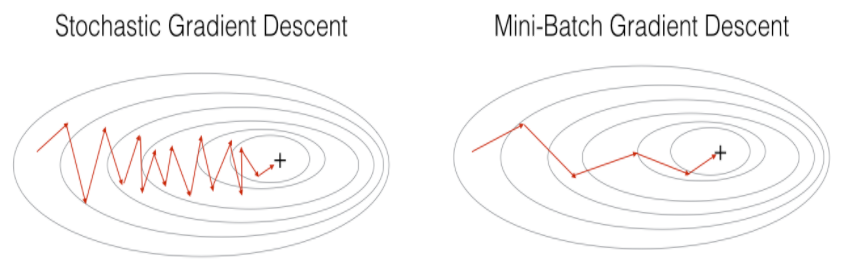 Stochastic Gradient Descent
Mini-Batch Gradient Descent